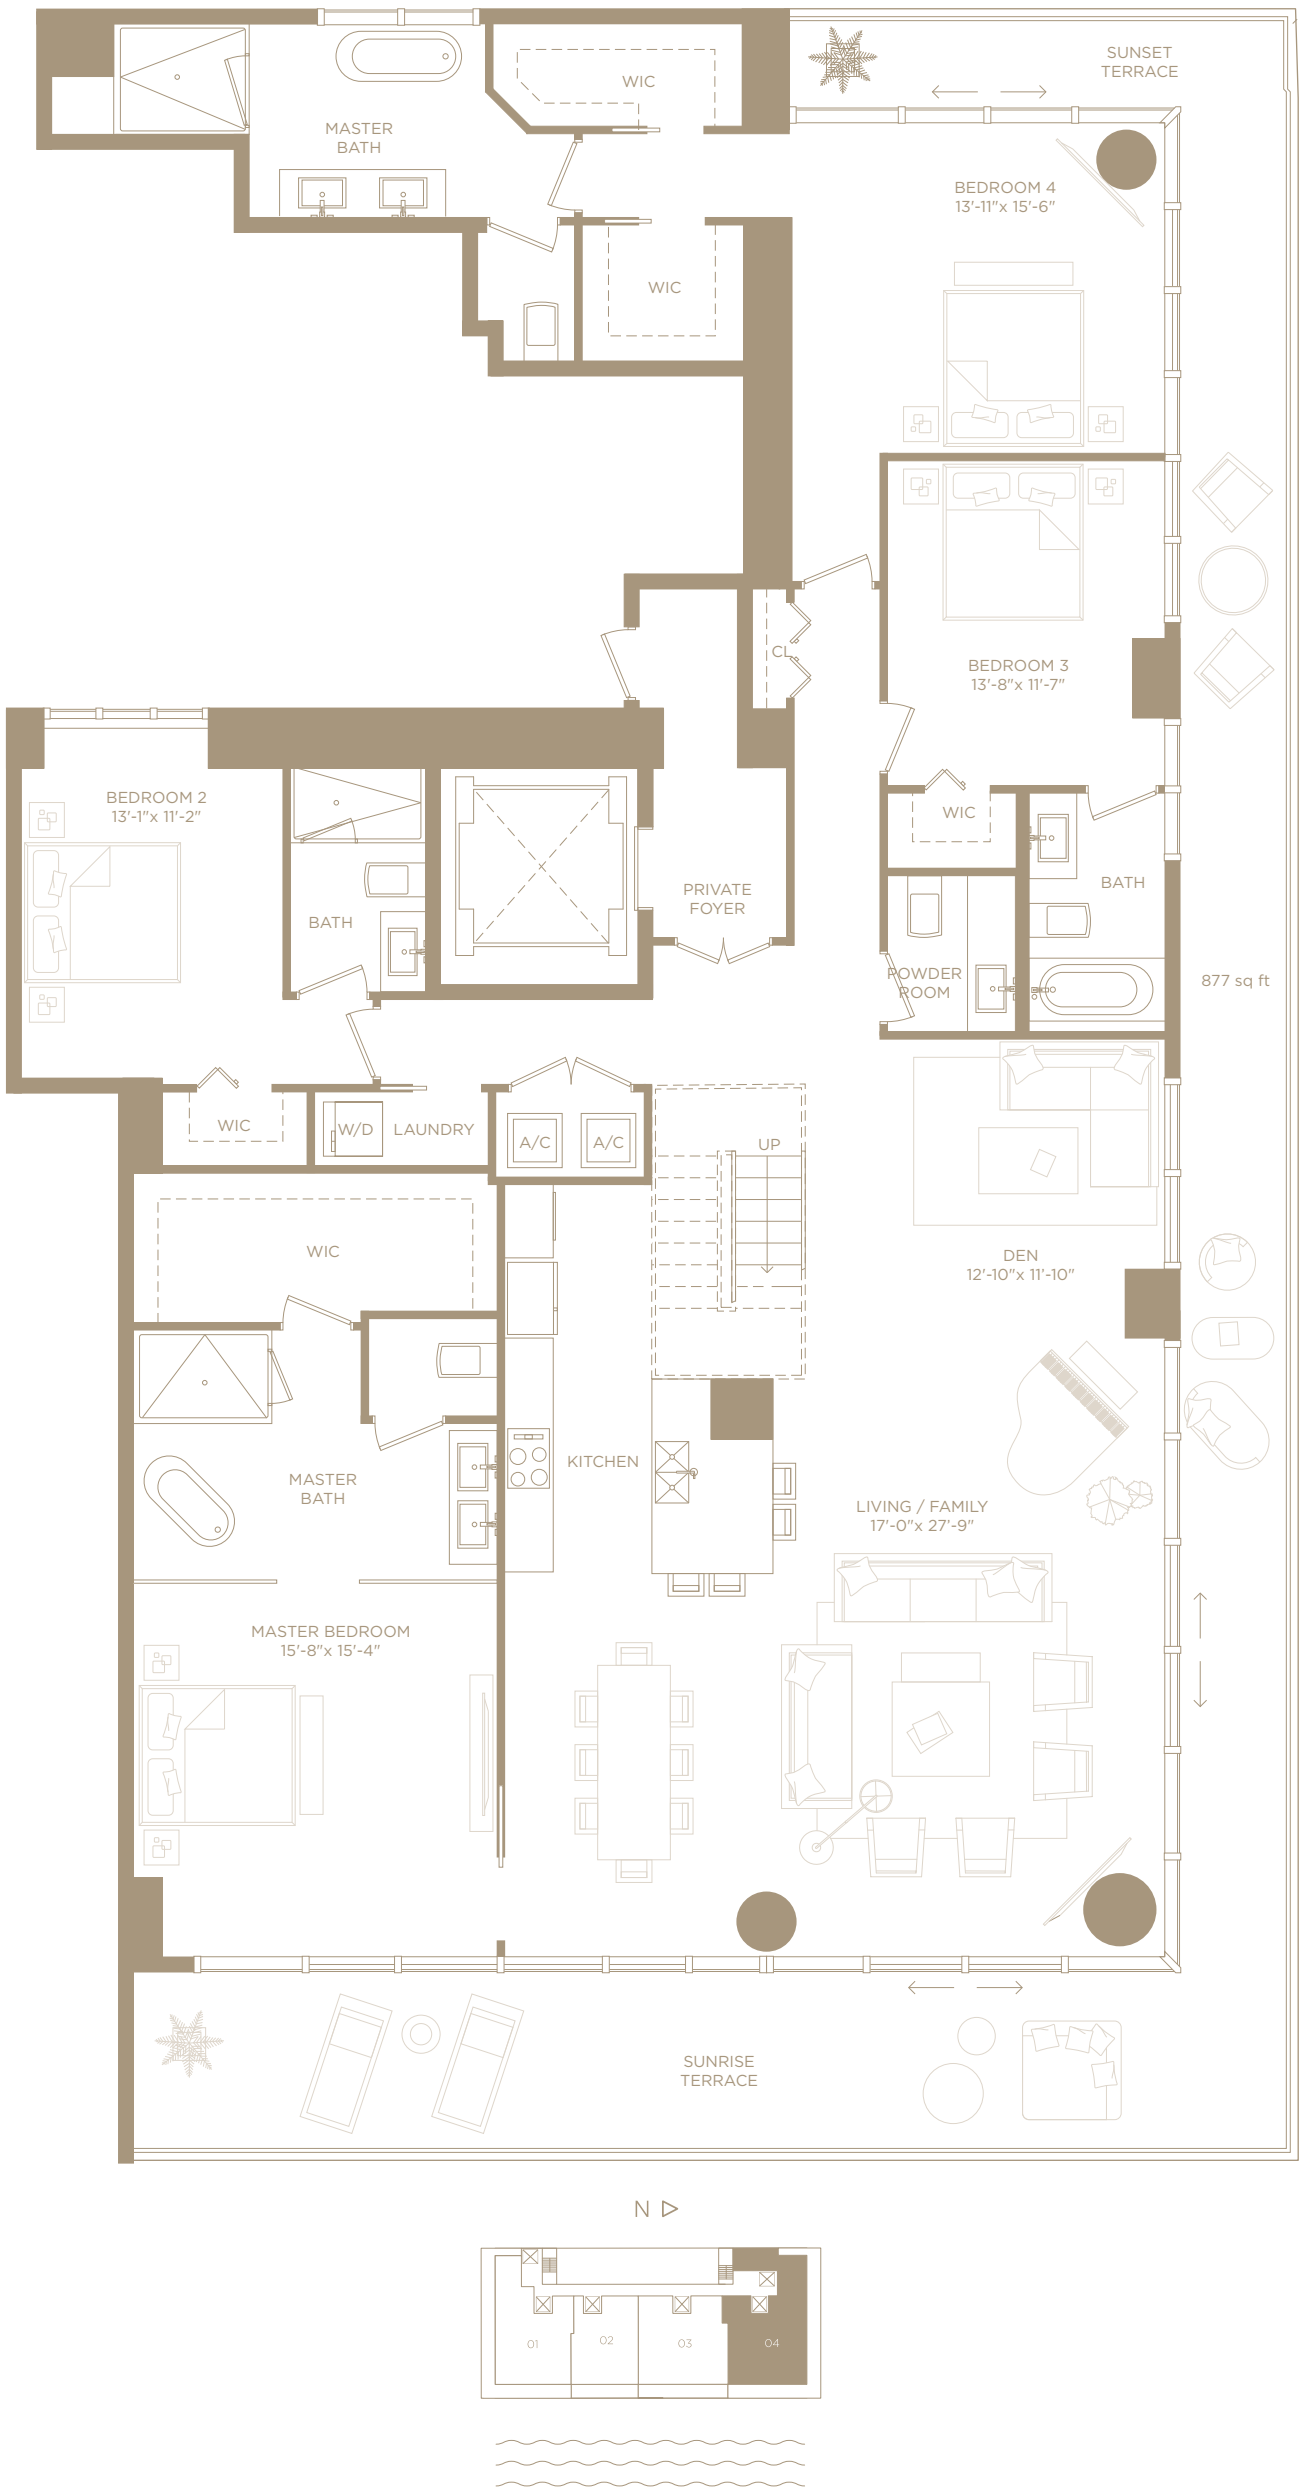 SUNSET
TERRACE
WIC
MASTER
BATH
BEDROOM 4
13'-11"x 15'-6"
WIC
CL
BEDROOM 3
13'-8"x 11'-7"
BEDROOM 2
13'-1"x 11'-2"
WIC
PRIVATE
FOYER
BATH
BATH
POWDER
ROOM
877 sq ft
WIC
W/D
LAUNDRY
A/C
A/C
UP
WIC
DEN
12'-10"x 11'-10"
KITCHEN
MASTER
BATH
LIVING / FAMILY
17'-0"x 27'-9"
MASTER BEDROOM
15'-8"x 15'-4"
SUNRISE
TERRACE
N
01
02
03
04